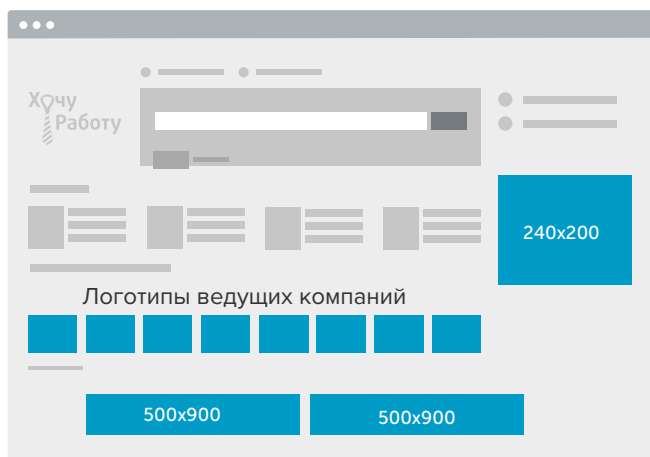 Хочу
Работу
240x200
Логотипы ведущих компаний
500x900
500x900